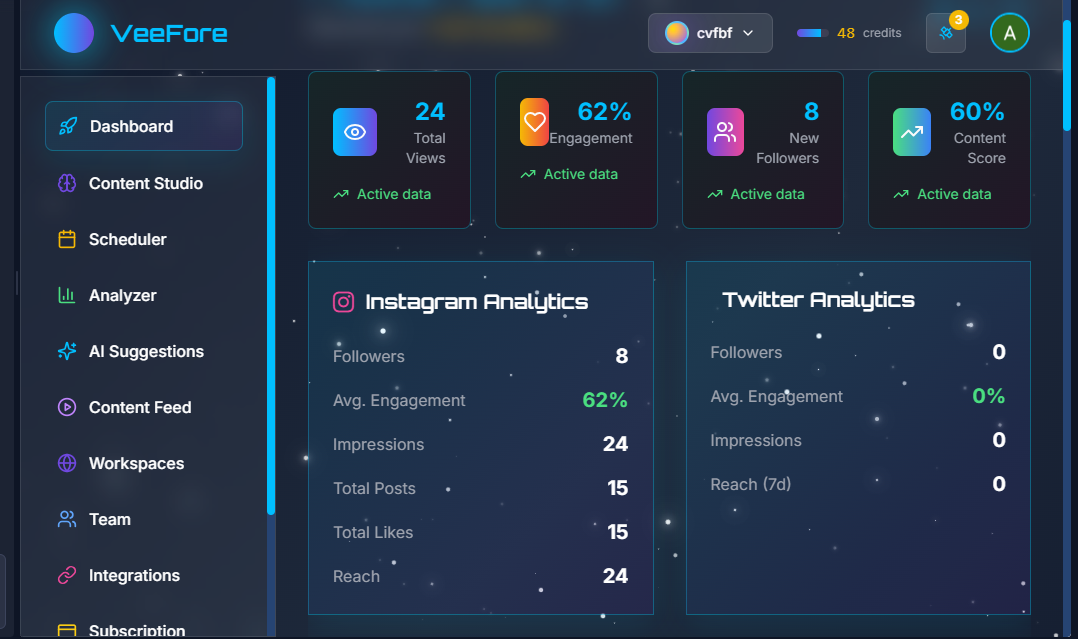 VeeFore
cvfbf
48 credits
3
A
Dashboard
Content Studio
Scheduler
Analyzer
AI Suggestions
Content Feed
Workspaces
Team
Integrations
Subscription
24
Total
Views
Active data
62%
Engagement
Active data
8
New
Followers
Active data
60%
Content
Score
Active data
Instagram Analytics
Followers 8
Avg. Engagement 62%
Impressions 24
Total Posts 15
Total Likes 15
Reach 24
Twitter Analytics
Followers 0
Avg. Engagement 0%
Impressions 0
Reach (7d) 0